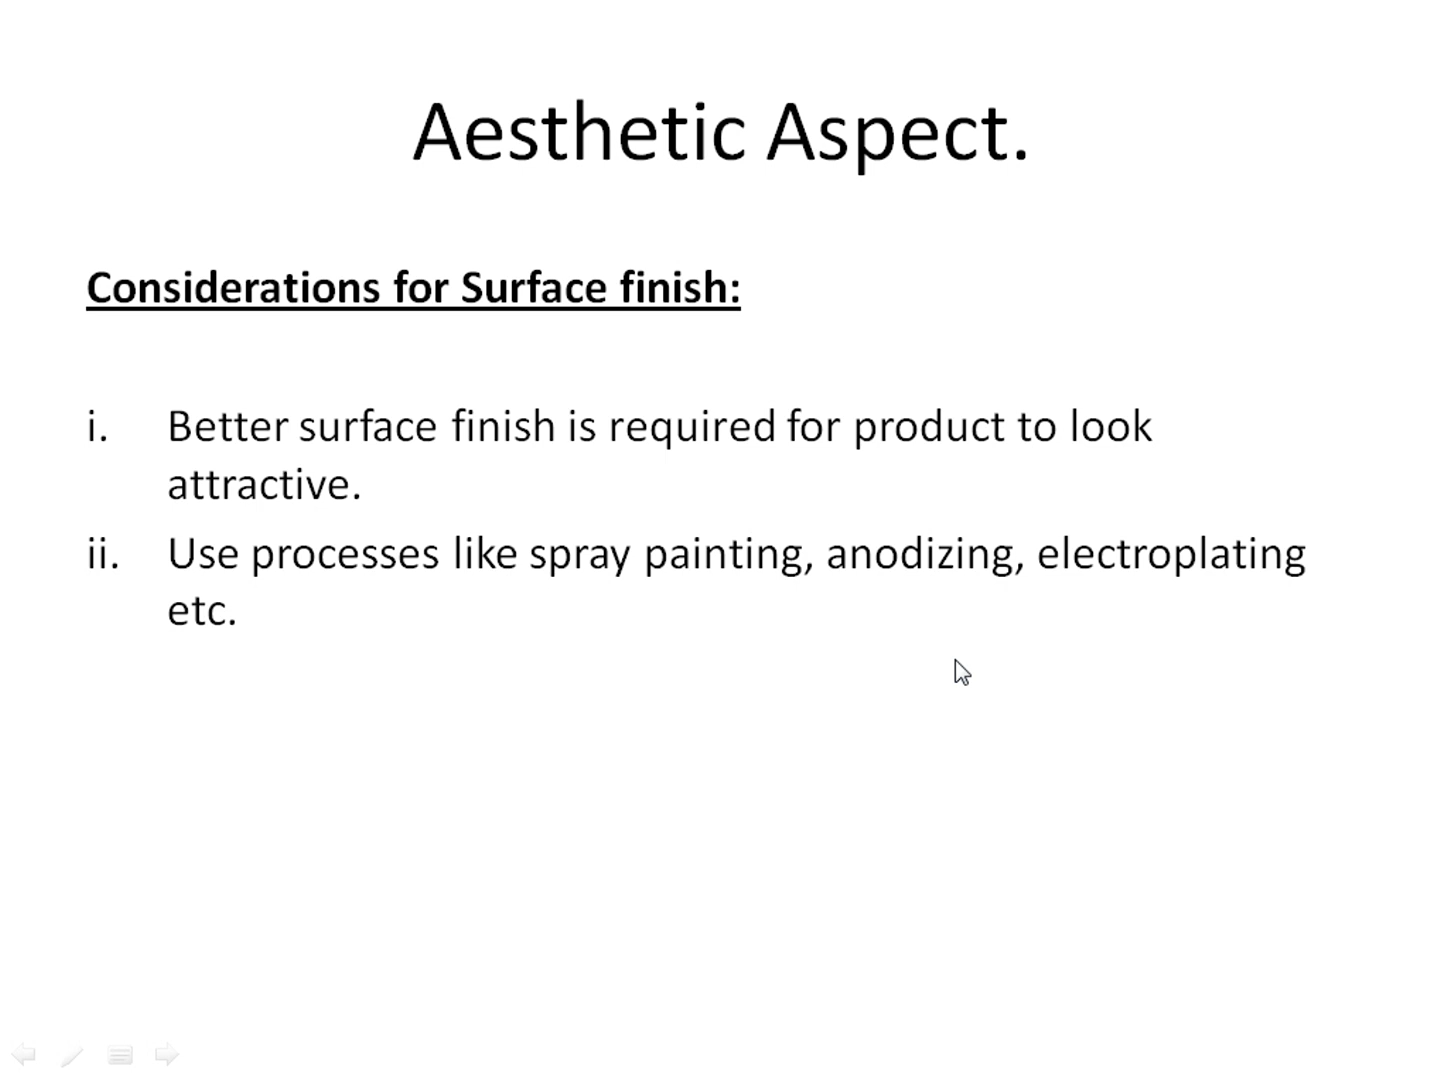 Aesthetic Aspect.
Considerations for Surface finish:
i. Better surface finish is required for product to look
attractive.
ii. Use processes like spray painting, anodizing, electroplating
etc.